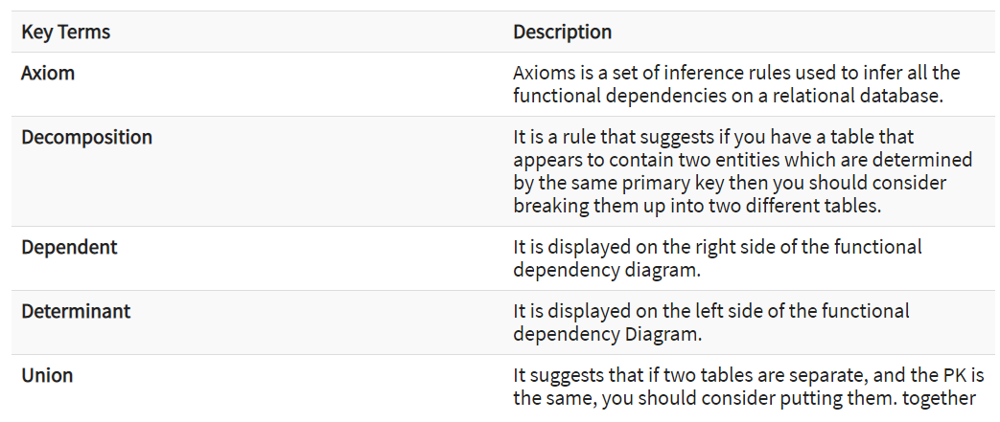 Key Terms Description
Axiom Axioms is a set of inference rules used to infer all the
functional dependencies on a relational database.
Decomposition It is a rule that suggests if you have a table that
appears to contain two entities which are determined
by the same primary key then you should consider
breaking them up into two different tables.
Dependent It is displayed on the right side of the functional
dependency diagram.
Determinant It is displayed on the left side of the functional
dependency Diagram.
Union It suggests that if two tables are separate, and the PK is
the same, you should consider putting them. together